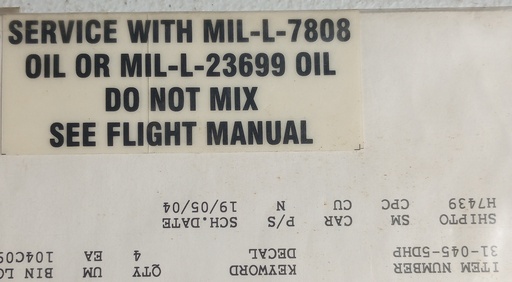 SERVICE WITH MIL-L-7808
OIL OR MIL-L-23699 OIL
DO NOT MIX
SEE FLIGHT MANUAL
ITEM NUMBER KEYWORD QTY UM BIN
31-045-5DHP DECAL 4 EA
SHIPTO SM CAR P/S SCH.DATE
H7439 CPC CU N 19/05/04